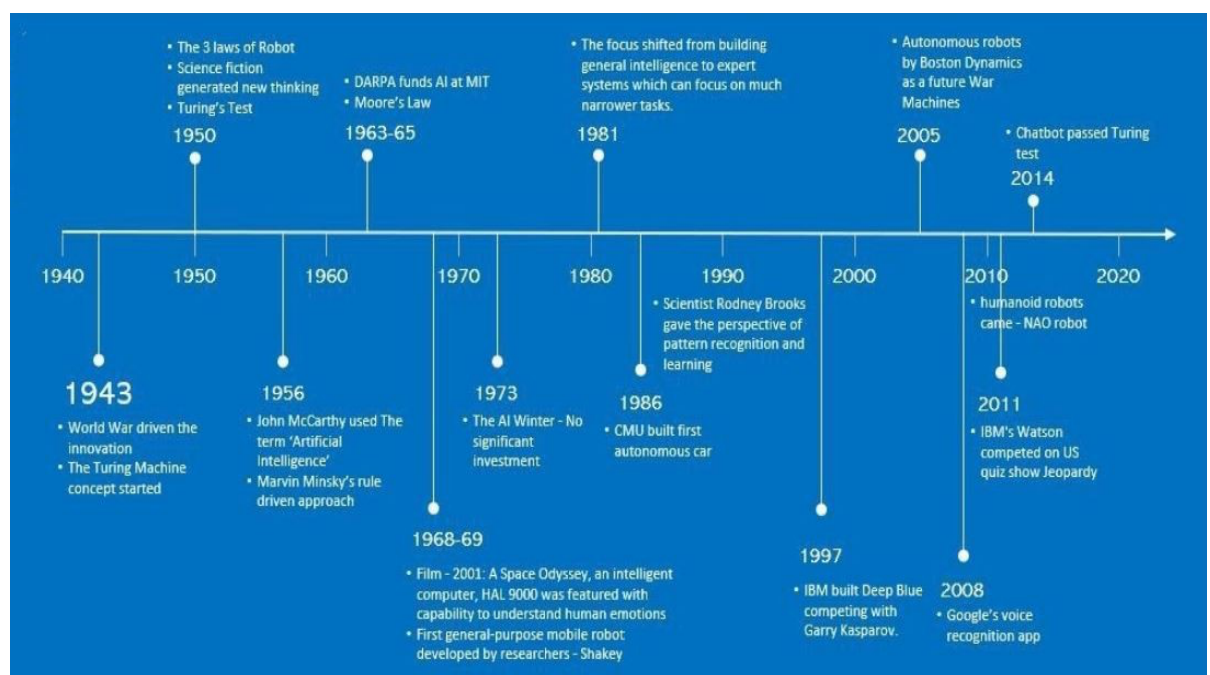 • The 3 laws of Robot
• Science fiction
generated new thinking
• Turing's Test
1950
• DARPA funds AI at MIT
• Moore's Law
1963-65
• The focus shifted from building
general intelligence to expert
systems which can focus on much
narrower tasks.
1981
• Autonomous robots
by Boston Dynamics
as a future War
Machines
2005
• Chatbot passed Turing
test
2014
1940
1950
1960
1970
1980
1990
2000
2010
2020
1943
• World War driven the
innovation
• The Turing Machine
concept started
1956
• John McCarthy used The
term 'Artificial
Intelligence'
• Marvin Minsky's rule
driven approach
1968-69
• Film - 2001: A Space Odyssey, an intelligent
computer, HAL 9000 was featured with
capability to understand human emotions
• First general-purpose mobile robot
developed by researchers - Shakey
1973
• The AI Winter - No
significant
investment
1986
• CMU built first
autonomous car
• Scientist Rodney Brooks
gave the perspective of
pattern recognition and
learning
1997
• IBM built Deep Blue
competing with
Garry Kasparov.
2008
• Google's voice
recognition app
• humanoid robots
came - NAO robot
2011
• IBM's Watson
competed on US
quiz show Jeopardy